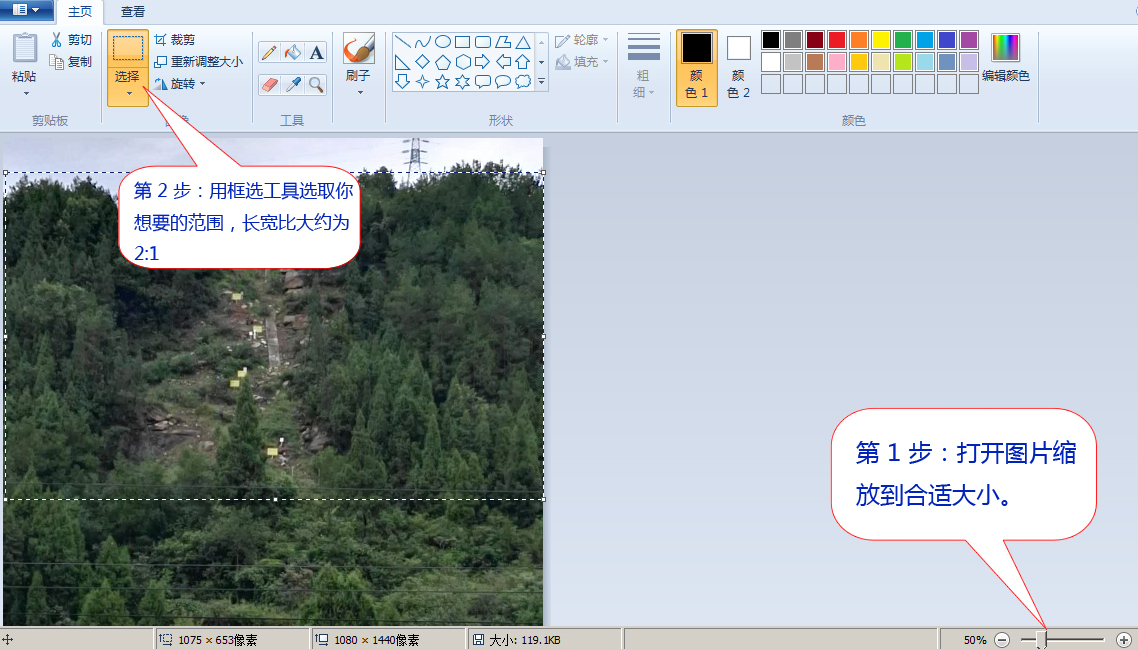 主页
查看
粘贴
剪切
复制
选择
裁剪
重新调整大小
旋转
A
刷子
轮廓
填充
粗
细
颜
色 1
颜
色 2
编辑颜色
剪贴板
工具
形状
颜色
第 2 步：用框选工具选取你
想要的范围，长宽比大约为
2:1
第 1 步：打开图片缩
放到合适大小。
1075 × 653像素
1080 × 1440像素
大小: 119.1KB
50%